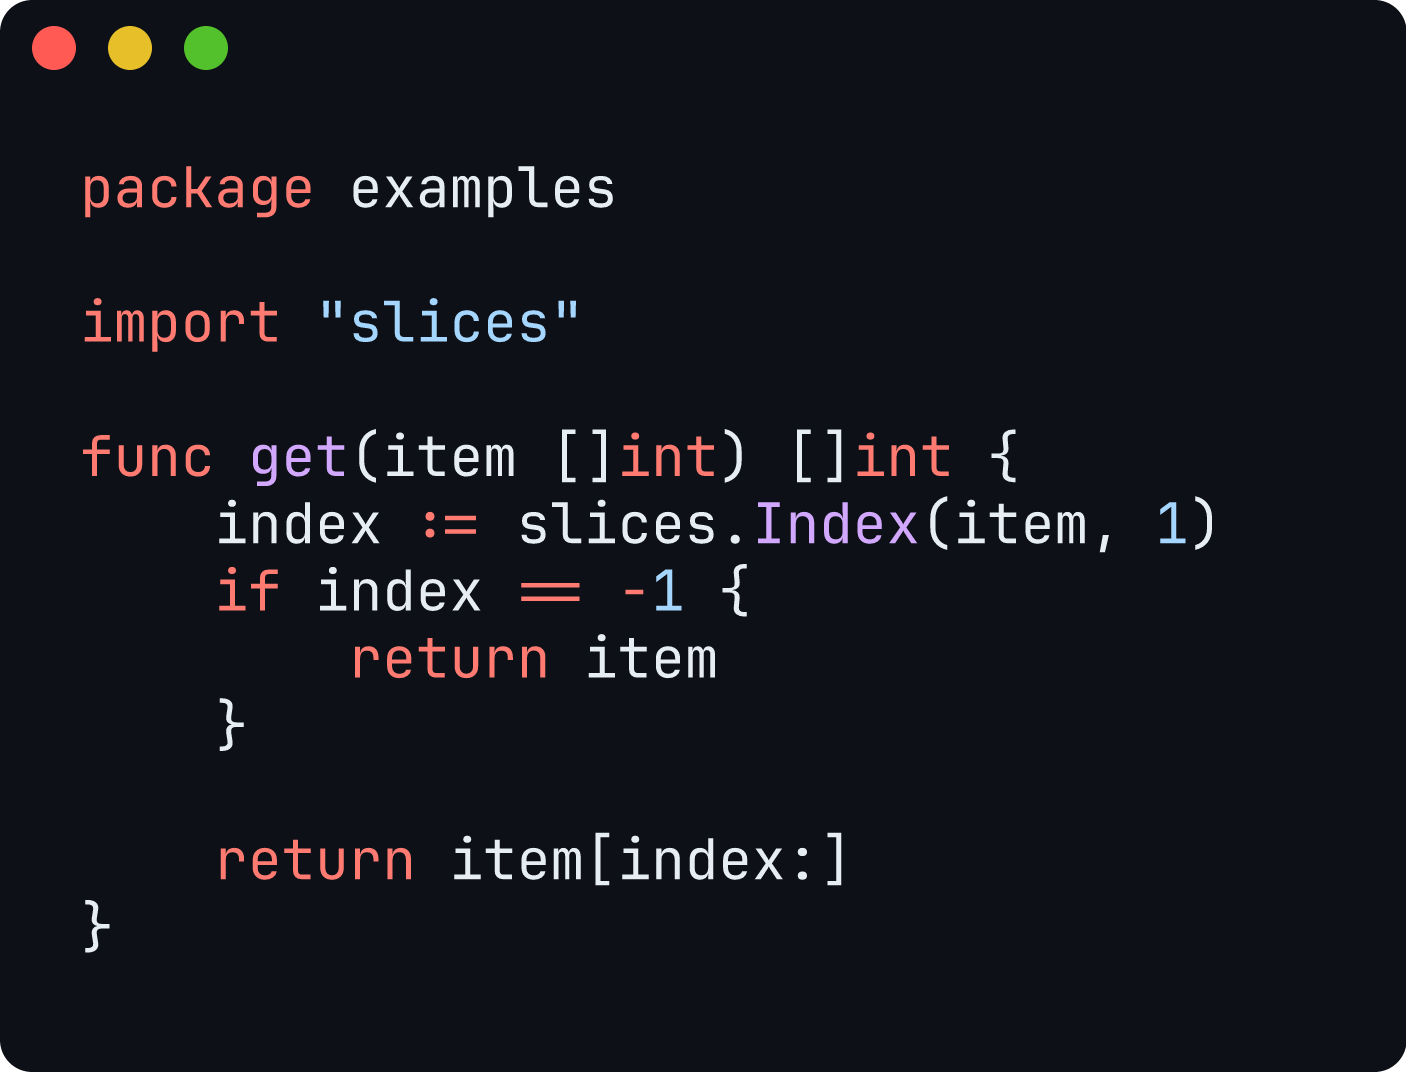 package examples

import "slices"

func get(item []int) []int {
    index := slices.Index(item, 1)
    if index == -1 {
        return item
    }

    return item[index:]
}